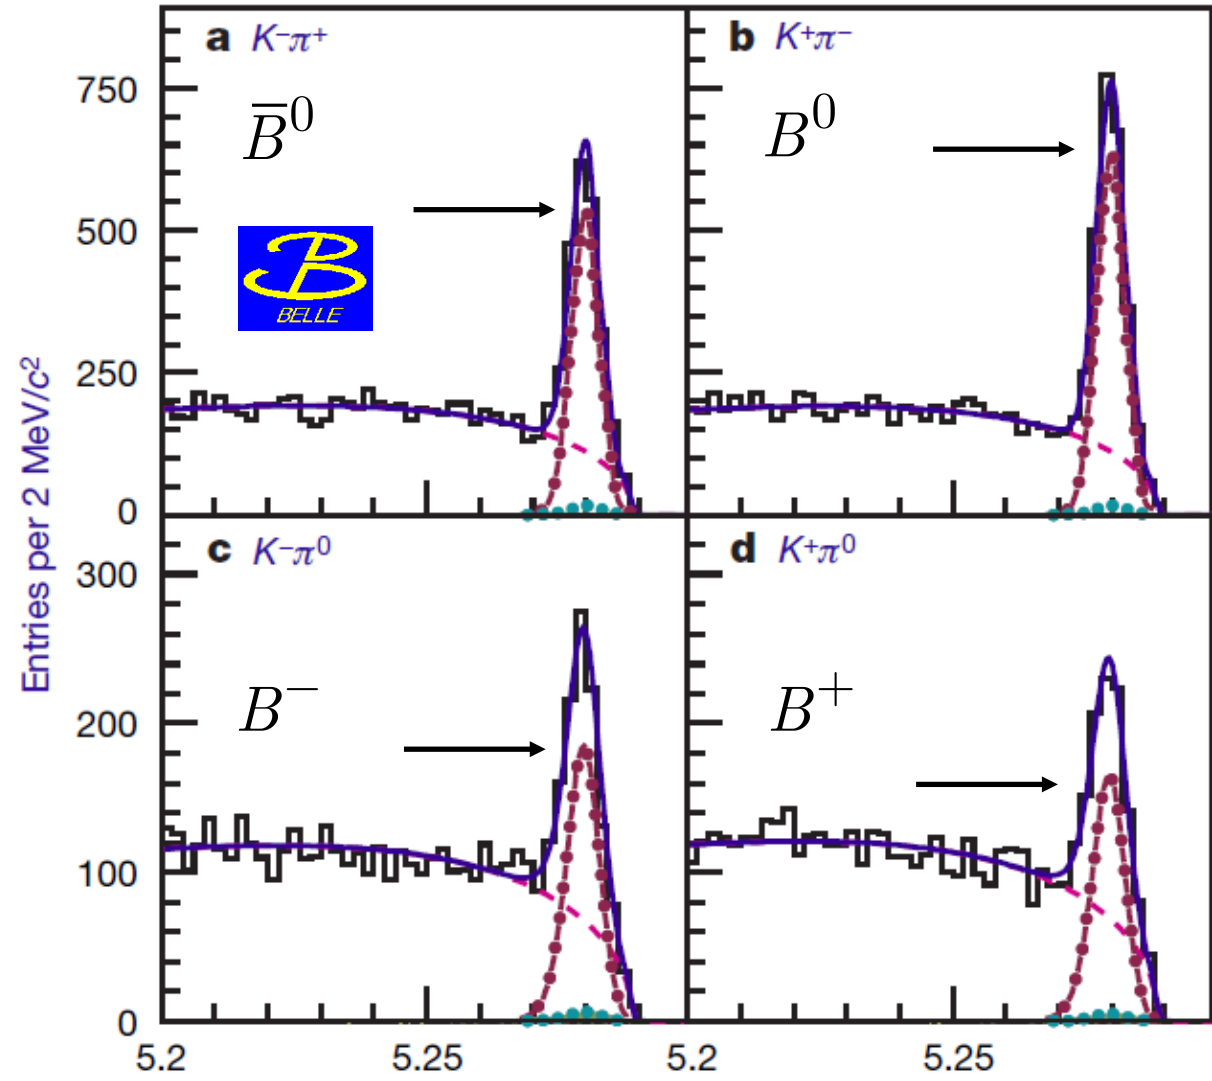 Entries per 2 MeV/c²
a K⁻π⁺
B̅⁰
BELLE
750
500
250
0
b K⁺π⁻
B⁰
c K⁻π⁰
B⁻
300
200
100
0
d K⁺π⁰
B⁺
5.2
5.25
5.2
5.25